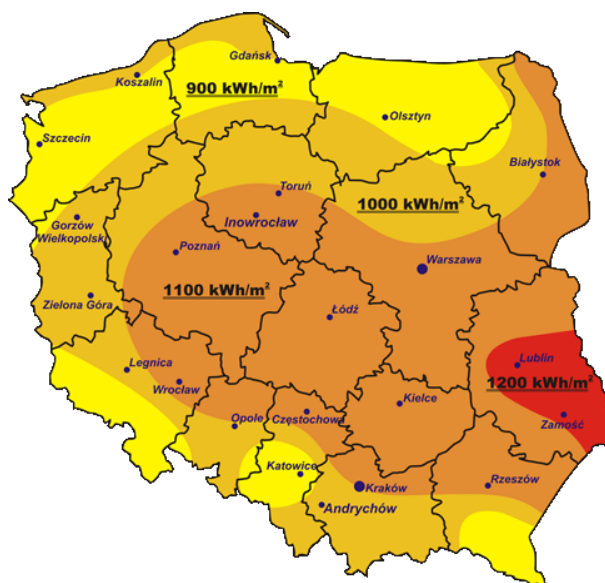 Gdańsk
Koszalin
900 kWh/m²
Olsztyn
Szczecin
Białystok
Toruń
1000 kWh/m²
Gorzów
Wielkopolski
Inowrocław
Poznań
Warszawa
1100 kWh/m²
Zielona Góra
Łódź
Legnica
Lublin
Wrocław
1200 kWh/m²
Kielce
Opole
Częstochowa
Zamość
Katowice
Kraków
Rzeszów
Andrychów